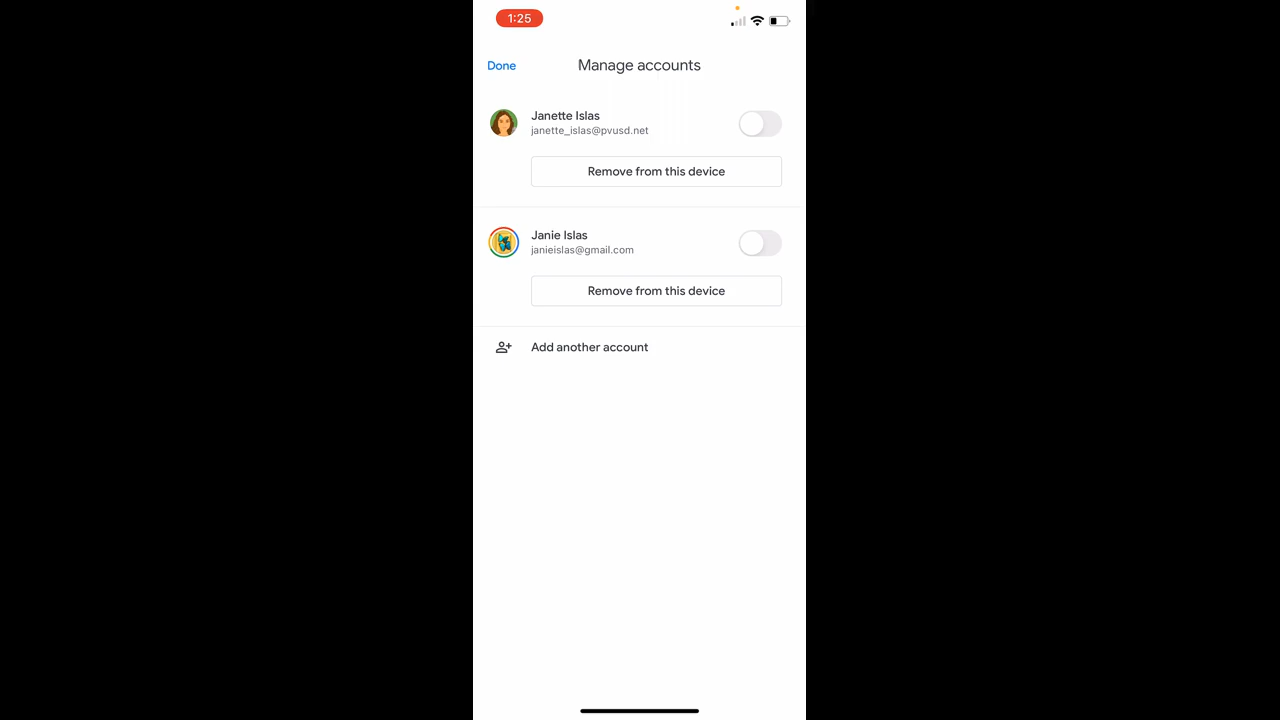 1:25
Done
Manage accounts
Janette Islas
janette_islas@pvusd.net
Remove from this device
Janie Islas
janieislas@gmail.com
Remove from this device
Add another account